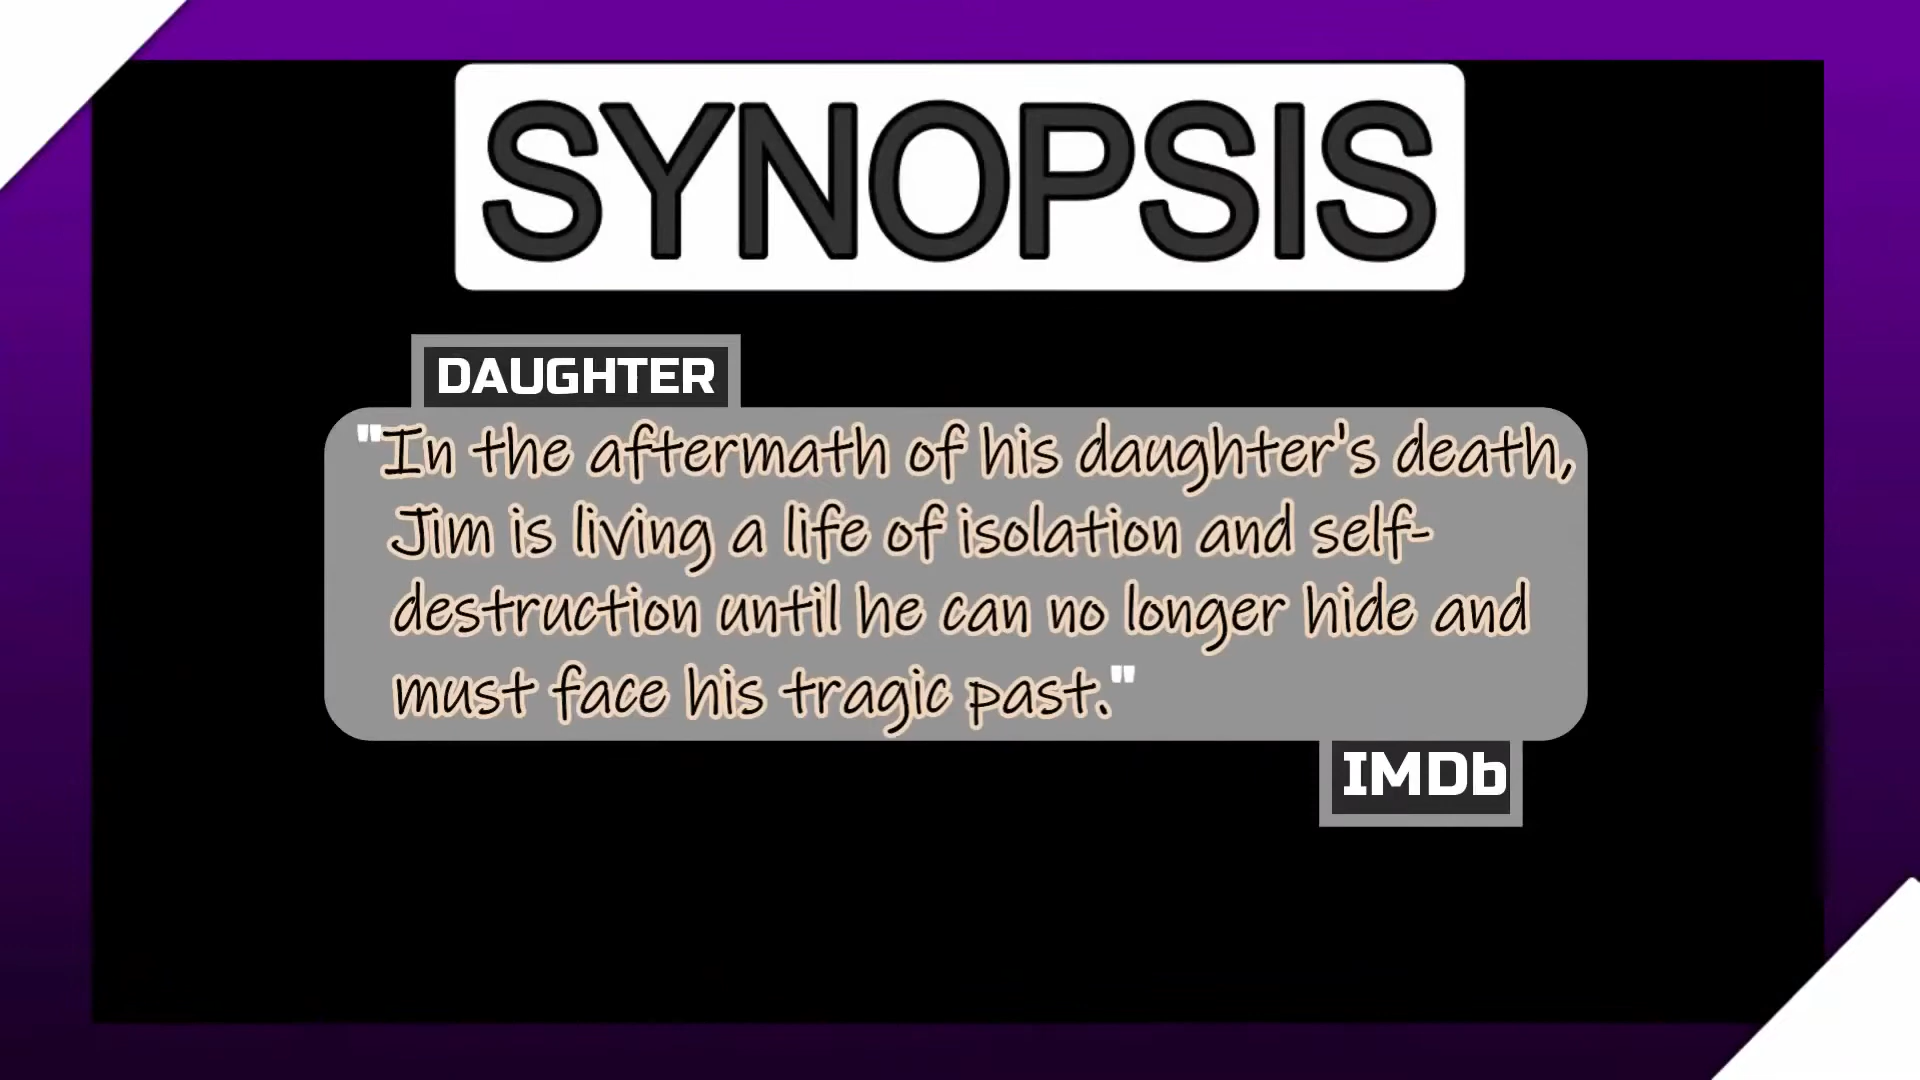 SYNOPSIS
DAUGHTER
"In the aftermath of his daughter's death,
Jim is living a life of isolation and self-
destruction until he can no longer hide and
must face his tragic past."
IMDb